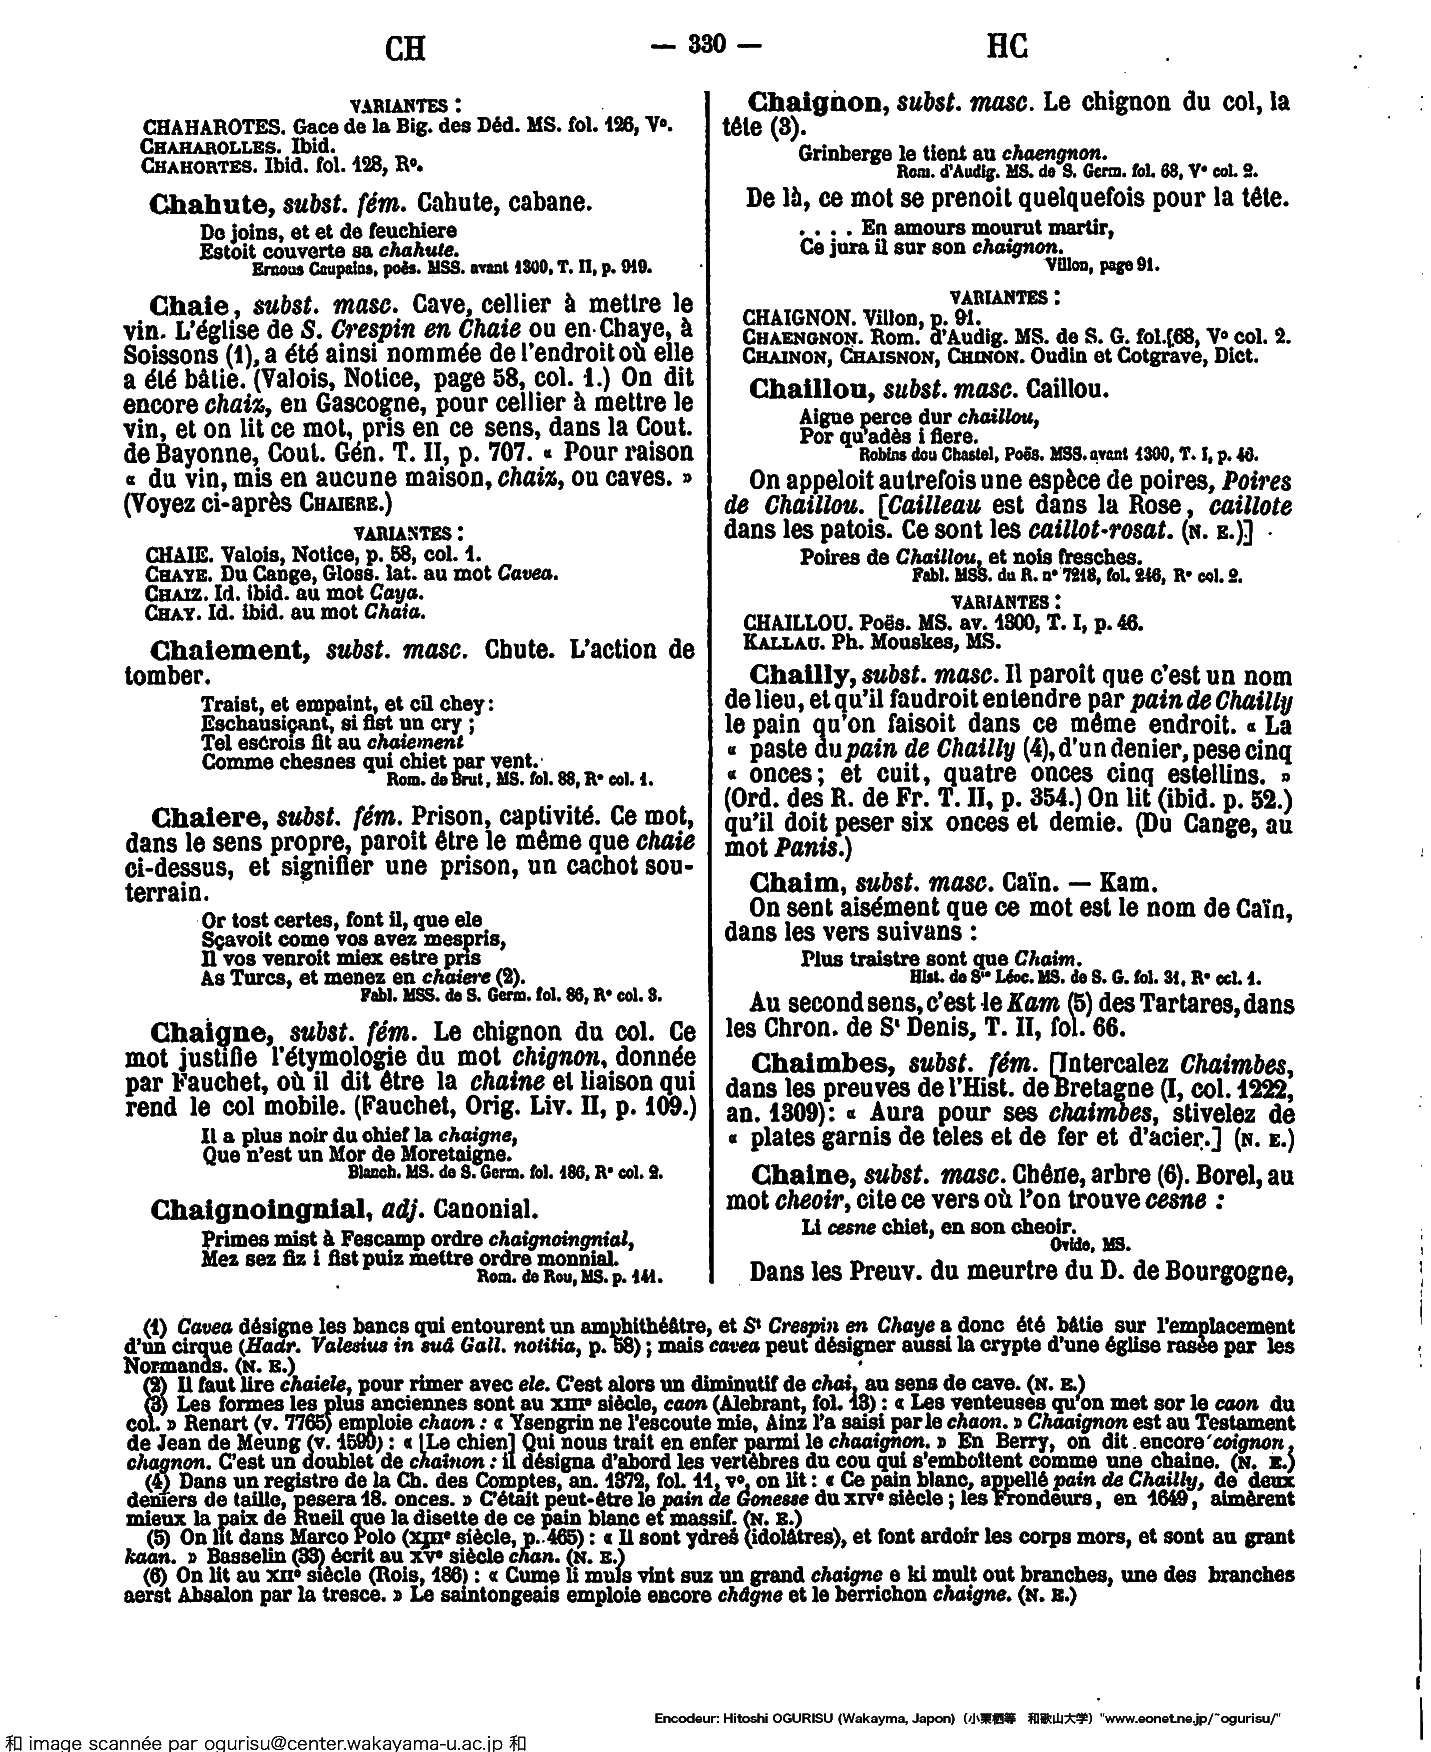 CH
— 330 —
HC
VARIANTES :
CHAHAROTES. Gace de la Big. des Déd. MS. fol. 126, Vº.
CHAHAROLLES. Ibid.
CHAHORTES. Ibid. fol. 128, Rº.
Chahute, subst. fém. Cahute, cabane.
De joins, et et de feuchiere
Estoit couverte sa chahute.
Ernous Caupains, poës. MSS. avant 1300, T. II, p. 919.
Chaie, subst. masc. Cave, cellier à mettre le
vin. L'église de S. Crespin en Chaie ou en Chaye, à
Soissons (1), a été ainsi nommée de l'endroit où elle
a été bâtie. (Valois, Notice, page 58, col. 1.) On dit
encore chaiz, en Gascogne, pour cellier à mettre le
vin, et on lit ce mot, pris en ce sens, dans la Cout.
de Bayonne, Cout. Gén. T. II, p. 707. « Pour raison
« du vin, mis en aucune maison, chaiz, ou caves. »
(Voyez ci-après CHAIERE.)
VARIANTES :
CHAIE. Valois, Notice, p. 58, col. 1.
CHAYE. Du Cange, Gloss. lat. au mot Cavea.
CHAIZ. Id. ibid. au mot Caya.
CHAY. Id. ibid. au mot Chaia.
Chaiement, subst. masc. Chute. L'action de
tomber.
Traist, et empaint, et cil chey :
Eschausiçant, si fist un cry ;
Tel escrois fit au chaiement
Comme chesnes qui chiet par vent.
Rom. de Brut, MS. fol. 88, Rº col. 1.
Chaiere, subst. fém. Prison, captivité. Ce mot,
dans le sens propre, paroit être le même que chaie
ci-dessus, et signifier une prison, un cachot sou-
terrain.
Or tost certes, font il, que ele
Sçavoit come vos avez mespris,
Il vos venroit miex estre pris
As Turcs, et menez en chaiere (2).
Fabl. MSS. de S. Germ. fol. 86, Rº col. 3.
Chaigne, subst. fém. Le chignon du col. Ce
mot justifie l'étymologie du mot chignon, donnée
par Fauchet, où il dit être la chaine et liaison qui
rend le col mobile. (Fauchet, Orig. Liv. II, p. 109.)
Il a plus noir du chief la chaigne,
Que n'est un Mor de Moretaigne.
Blanch. MS. de S. Germ. fol. 186, Rº col. 2.
Chaignoingnial, adj. Canonial.
Primes mist à Fescamp ordre chaignoingnial,
Mez sez fiz i fist puiz mettre ordre monnial.
Rom. de Rou, MS. p. 141.
Chaignon, subst. masc. Le chignon du col, la
tête (3).
Grinberge le tient au chaengnon.
Rom. d'Audig. MS. de S. Germ. fol. 68, Vº col. 2.
De là, ce mot se prenoit quelquefois pour la tête.
. . . . En amours mourut martir,
Ce jura il sur son chaignon.
Villon, page 91.
VARIANTES :
CHAIGNON. Villon, p. 91.
CHAENGNON. Rom. d'Audig. MS. de S. G. fol.[68, Vº col. 2.
CHAINON, CHAISNON, CHINON. Oudin et Cotgrave, Dict.
Chaillou, subst. masc. Caillou.
Aigue perce dur chaillou,
Por qu'adès i fiere.
Robins dou Chastel, Poës. MSS. avant 1300, T. I, p. 46.
On appeloit autrefois une espèce de poires, Poires
de Chaillou. [Cailleau est dans la Rose, caillote
dans les patois. Ce sont les caillot-rosat. (N. E.)]
Poires de Chaillou, et nois fresches.
Fabl. MSS. du R. nº 7218, fol. 246, Rº col. 2.
VARIANTES :
CHAILLOU. Poës. MS. av. 1300, T. I, p. 46.
KALLAU. Ph. Mouskes, MS.
Chailly, subst. masc. Il paroît que c'est un nom
de lieu, et qu'il faudroit entendre par pain de Chailly
le pain qu'on faisoit dans ce même endroit. « La
« paste du pain de Chailly (4), d'un denier, pese cinq
« onces ; et cuit, quatre onces cinq estellins. »
(Ord. des R. de Fr. T. II, p. 354.) On lit (ibid. p. 52.)
qu'il doit peser six onces et demie. (Du Cange, au
mot Panis.)
Chaim, subst. masc. Caïn. — Kam.
On sent aisément que ce mot est le nom de Caïn,
dans les vers suivans :
Plus traistre sont que Chaim.
Hist. de Ste Léoc. MS. de S. G. fol. 31, Rº col. 1.
Au second sens, c'est le Kam (5) des Tartares, dans
les Chron. de St Denis, T. II, fol. 66.
Chaimbes, subst. fém. [Intercalez Chaimbes,
dans les preuves de l'Hist. de Bretagne (I, col. 1222,
an. 1309) : « Aura pour ses chaimbes, stivelez de
« plates garnis de teles et de fer et d'acier.] (N. E.)
Chaine, subst. masc. Chêne, arbre (6). Borel, au
mot cheoir, cite ce vers où l'on trouve cesne :
Li cesne chiet, en son cheoir.
Ovide, MS.
Dans les Preuv. du meurtre du D. de Bourgogne,
(1) Cavea désigne les bancs qui entourent un amphithéâtre, et St Crespin en Chaye a donc été bâtie sur l'emplacement
d'un cirque (Hadr. Valesius in suâ Gall. notitia, p. 58) ; mais cavea peut désigner aussi la crypte d'une église rasée par les
Normands. (N. E.)
(2) Il faut lire chaiele, pour rimer avec ele. C'est alors un diminutif de chai, au sens de cave. (N. E.)
(3) Les formes les plus anciennes sont au XIIIe siècle, caon (Alebrant, fol. 13) : « Les venteuses qu'on met sor le caon du
col. » Renart (v. 7765) emploie chaon : « Ysengrin ne l'escoute mie, Ainz l'a saisi par le chaon. » Chaaignon est au Testament
de Jean de Meung (v. 1590) : « [Le chien] Qui nous trait en enfer parmi le chaaignon. » En Berry, on dit encore coignon,
chagnon. C'est un doublet de chaînon : il désigna d'abord les vertèbres du cou qui s'emboîtent comme une chaine. (N. E.)
(4) Dans un registre de la Ch. des Comptes, an. 1372, fol. 11, vº, on lit : « Ce pain blanc, appellé pain de Chailly, de deux
deniers de taille, pesera 18. onces. » C'était peut-être le pain de Gonesse du XIVe siècle ; les Frondeurs, en 1649, aimèrent
mieux la paix de Rueil que la disette de ce pain blanc et massif. (N. E.)
(5) On lit dans Marco Polo (XIIIe siècle, p. 465) : « Il sont ydres (idolâtres), et font ardoir les corps mors, et sont au grant
kaan. » Basselin (33) écrit au XVe siècle chan. (N. E.)
(6) On lit au XIIe siècle (Rois, 186) : « Cume li muls vint suz un grand chaigne e ki mult out branches, une des branches
aerst Absalon par la tresce. » Le saintongeais emploie encore châgne et le berrichon chaigne. (N. E.)
Encodeur: Hitoshi OGURISU (Wakayma, Japon) (小栗栖等 和歌山大学) "www.eonet.ne.jp/~ogurisu/"
和 image scannée par ogurisu@center.wakayama-u.ac.jp 和